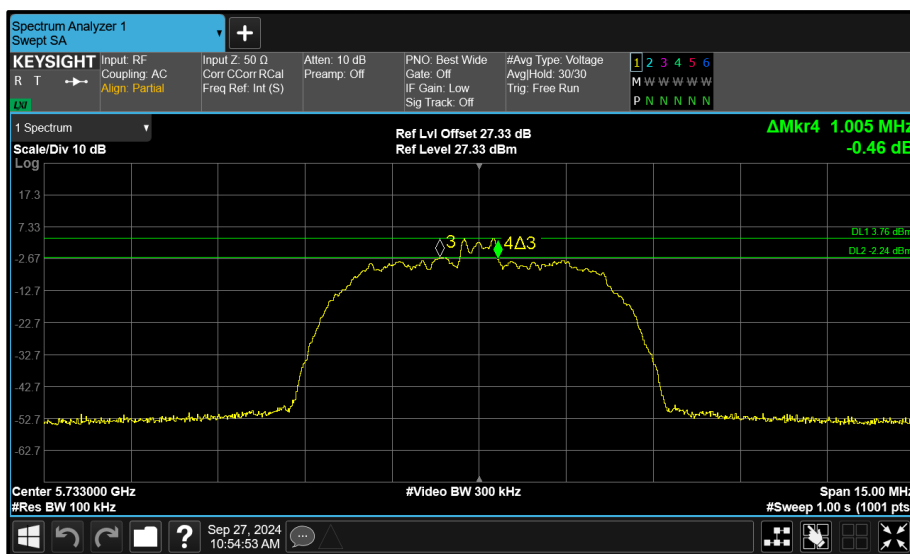 Spectrum Analyzer 1
Swept SA
KEYSIGHT
R T
LXI
Input: RF
Coupling: AC
Align: Partial
Input Z: 50 Ω
Corr CCorr RCal
Freq Ref: Int (S)
Atten: 10 dB
Preamp: Off
PNO: Best Wide
Gate: Off
IF Gain: Low
Sig Track: Off
#Avg Type: Voltage
Avg|Hold: 30/30
Trig: Free Run
1 2 3 4 5 6
M W W W W W
P N N N N N
1 Spectrum
Scale/Div 10 dB
Ref Lvl Offset 27.33 dB
Ref Level 27.33 dBm
ΔMkr4 1.005 MHz
-0.46 dB
Log
17.3
7.33
-2.67
-12.7
-22.7
-32.7
-42.7
-52.7
-62.7
3
4Δ3
DL1 3.76 dBm
DL2 -2.24 dBm
Center 5.733000 GHz
#Res BW 100 kHz
#Video BW 300 kHz
Span 15.00 MHz
#Sweep 1.00 s (1001 pts
?
Sep 27, 2024
10:54:53 AM